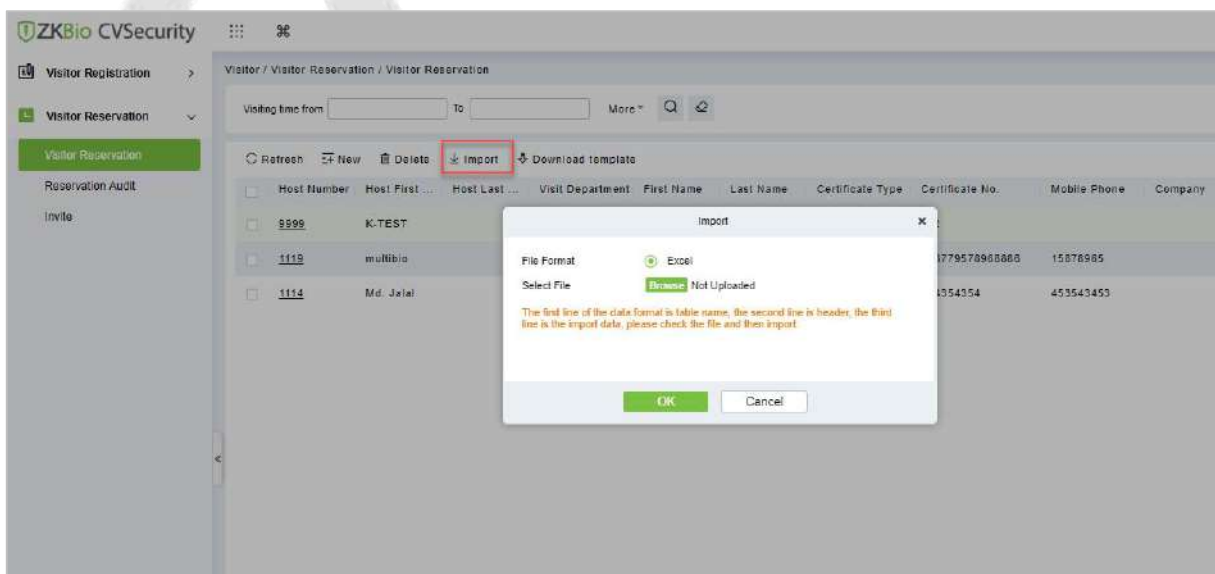 ZKBio CVSecurity
Visitor Registration
Visitor / Visitor Reservation / Visitor Reservation
Visitor Reservation
Visiting time from To More
Visitor Reservation
Refresh New Delete Import Download template
Reservation Audit
Host Number Host First ... Host Last ... Visit Department First Name Last Name Certificate Type Certificate No. Mobile Phone Company
Invite
9999 K-TEST
1119 multibio 15878965
1114 Md. Jalal 4354354 453543453
Import
File Format Excel
Select File Browse Not Uploaded
The first line of the data format is table name, the second line is header, the third
line is the import data, please check the file and then import
OK Cancel